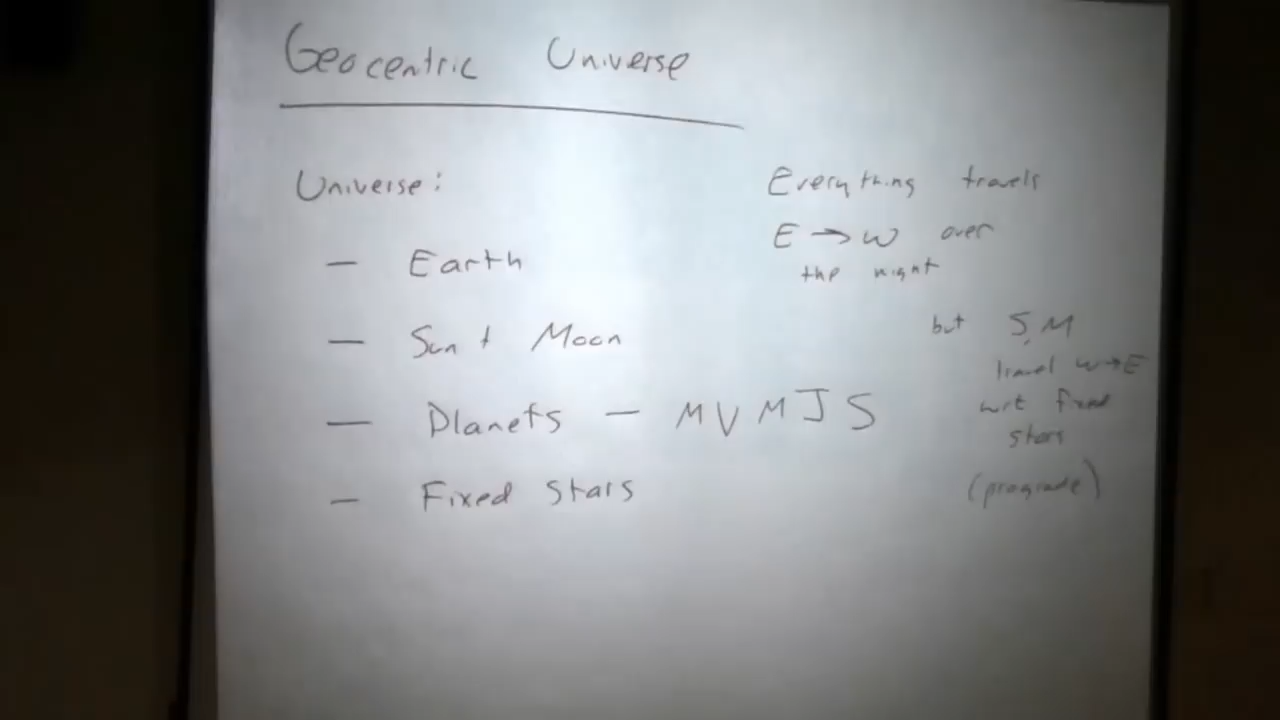 Geocentric Universe
Universe:
— Earth
— Sun + Moon
— Planets — M V M J S
— Fixed Stars
Everything travels
E → W over
the night
but S, M
travel W→E
wrt fixed
stars
(prograde)